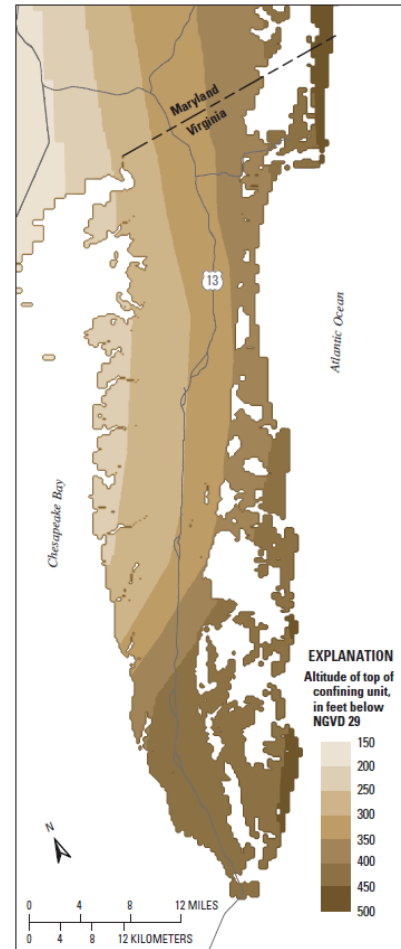 Maryland
Virginia
13
Atlantic Ocean
Chesapeake Bay
EXPLANATION
Altitude of top of
confining unit,
in feet below
NGVD 29
150
200
250
300
350
400
450
500
N
0 4 8 12 MILES
0 4 8 12 KILOMETERS